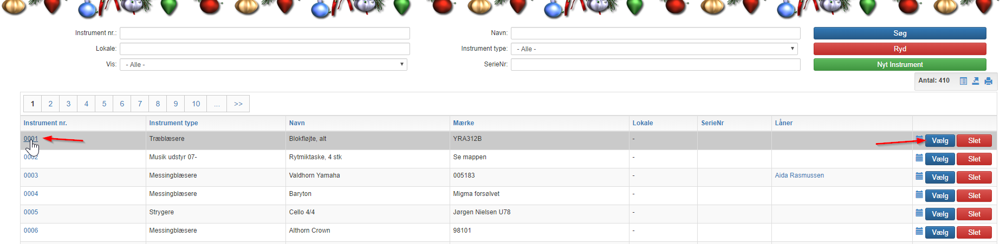 Instrument nr.: Navn: Søg
Lokale: Instrument type: - Alle - Ryd
Vis: - Alle - SerieNr: Nyt Instrument
Antal: 410
1 2 3 4 5 6 7 8 9 10 ... >>
Instrument nr. Instrument type Navn Mærke Lokale SerieNr Låner
0001 Træblæsere Blokfløjte, alt YRA312B - Vælg Slet
0002 Musik udstyr 07- Rytmiktaske, 4 stk Se mappen - Vælg Slet
0003 Messingblæsere Valdhorn Yamaha 005183 - Aida Rasmussen Vælg Slet
0004 Messingblæsere Baryton Migma forsølvet - Vælg Slet
0005 Strygere Cello 4/4 Jørgen Nielsen U78 - Vælg Slet
0006 Messingblæsere Althorn Crown 98101 - Vælg Slet